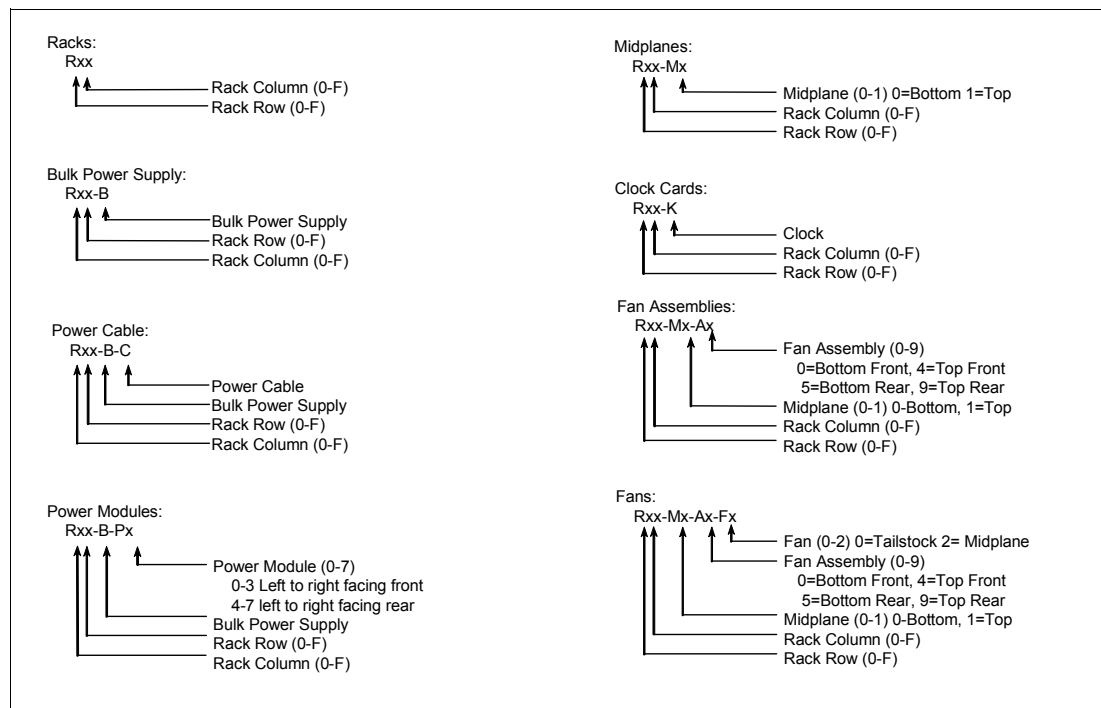 Racks:
Rxx
Rack Column (0-F)
Rack Row (0-F)
Bulk Power Supply:
Rxx-B
Bulk Power Supply
Rack Row (0-F)
Rack Column (0-F)
Power Cable:
Rxx-B-C
Power Cable
Bulk Power Supply
Rack Row (0-F)
Rack Column (0-F)
Power Modules:
Rxx-B-Px
Power Module (0-7)
0-3 Left to right facing front
4-7 left to right facing rear
Bulk Power Supply
Rack Row (0-F)
Rack Column (0-F)
Midplanes:
Rxx-Mx
Midplane (0-1) 0=Bottom 1=Top
Rack Column (0-F)
Rack Row (0-F)
Clock Cards:
Rxx-K
Clock
Rack Column (0-F)
Rack Row (0-F)
Fan Assemblies:
Rxx-Mx-Ax
Fan Assembly (0-9)
0=Bottom Front, 4=Top Front
5=Bottom Rear, 9=Top Rear
Midplane (0-1) 0-Bottom, 1=Top
Rack Column (0-F)
Rack Row (0-F)
Fans:
Rxx-Mx-Ax-Fx
Fan (0-2) 0=Tailstock 2= Midplane
Fan Assembly (0-9)
0=Bottom Front, 4=Top Front
5=Bottom Rear, 9=Top Rear
Midplane (0-1) 0-Bottom, 1=Top
Rack Column (0-F)
Rack Row (0-F)